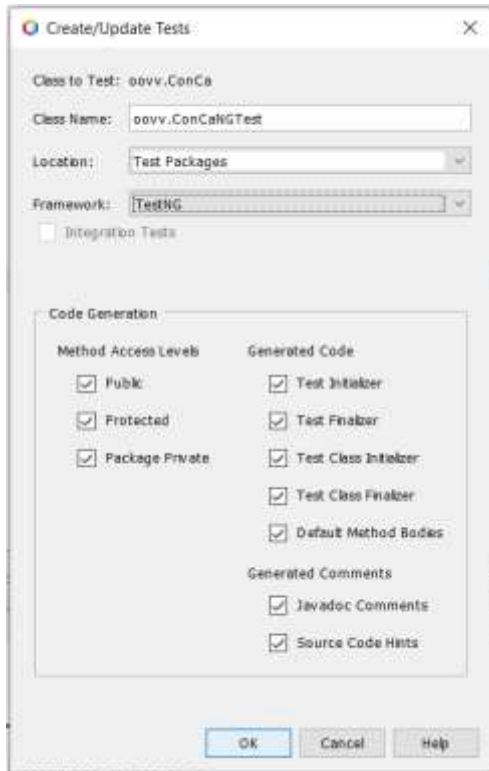 Create/Update Tests
Class to Test: oovv.ConCa
Class Name: oovv.ConCaNGTest
Location: Test Packages
Framework: TestNG
Integration Tests
Code Generation
Method Access Levels
Public
Protected
Package Private
Generated Code
Test Initializer
Test Finalizer
Test Class Initializer
Test Class Finalizer
Default Method Bodies
Generated Comments
Javadoc Comments
Source Code Hints
OK Cancel Help